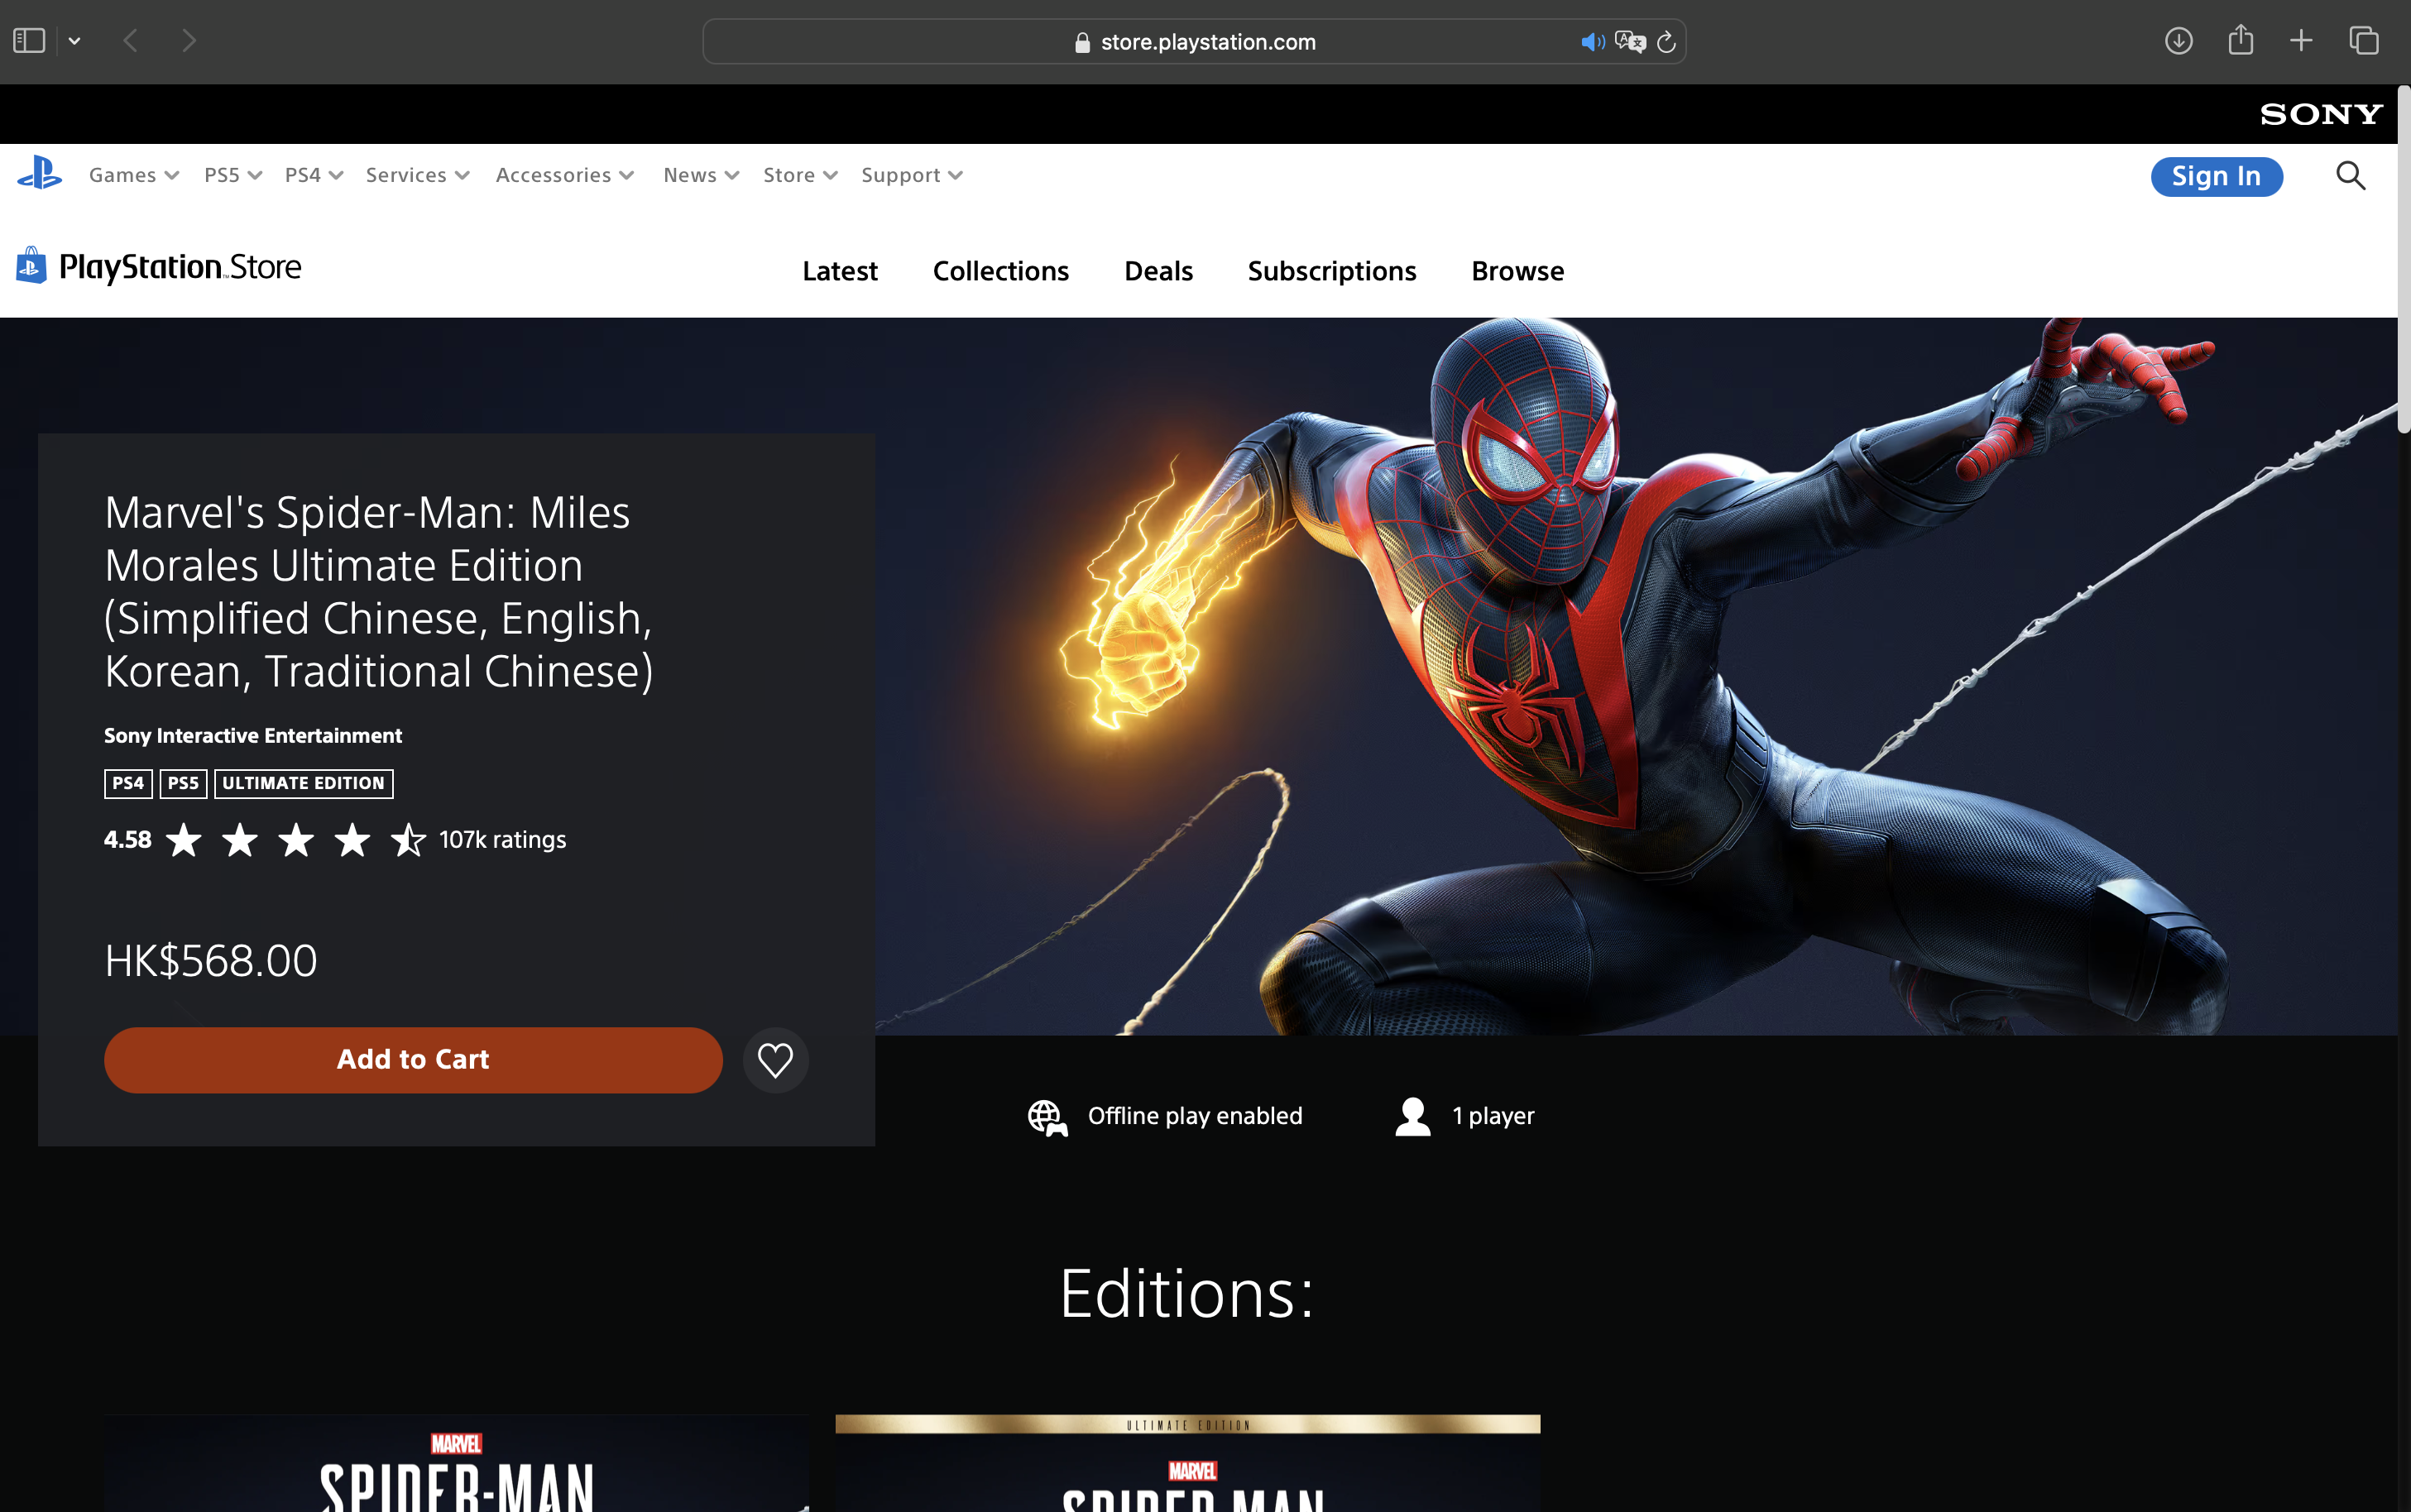 store.playstation.com
SONY
Games PS5 PS4 Services Accessories News Store Support Sign In
PlayStation™Store Latest Collections Deals Subscriptions Browse
Marvel's Spider-Man: Miles
Morales Ultimate Edition
(Simplified Chinese, English,
Korean, Traditional Chinese)
Sony Interactive Entertainment
PS4 PS5 ULTIMATE EDITION
4.58 107k ratings
HK$568.00
Add to Cart
Offline play enabled 1 player
Editions:
MARVEL
SPIDER-MAN
ULTIMATE EDITION
MARVEL
SPIDER-MAN